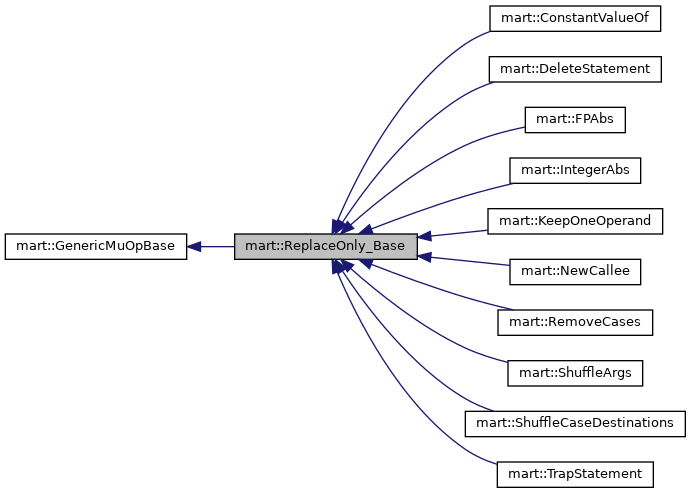 mart::ConstantValueOf
mart::DeleteStatement
mart::FPAbs
mart::IntegerAbs
mart::KeepOneOperand
mart::GenericMuOpBase
mart::ReplaceOnly_Base
mart::NewCallee
mart::RemoveCases
mart::ShuffleArgs
mart::ShuffleCaseDestinations
mart::TrapStatement